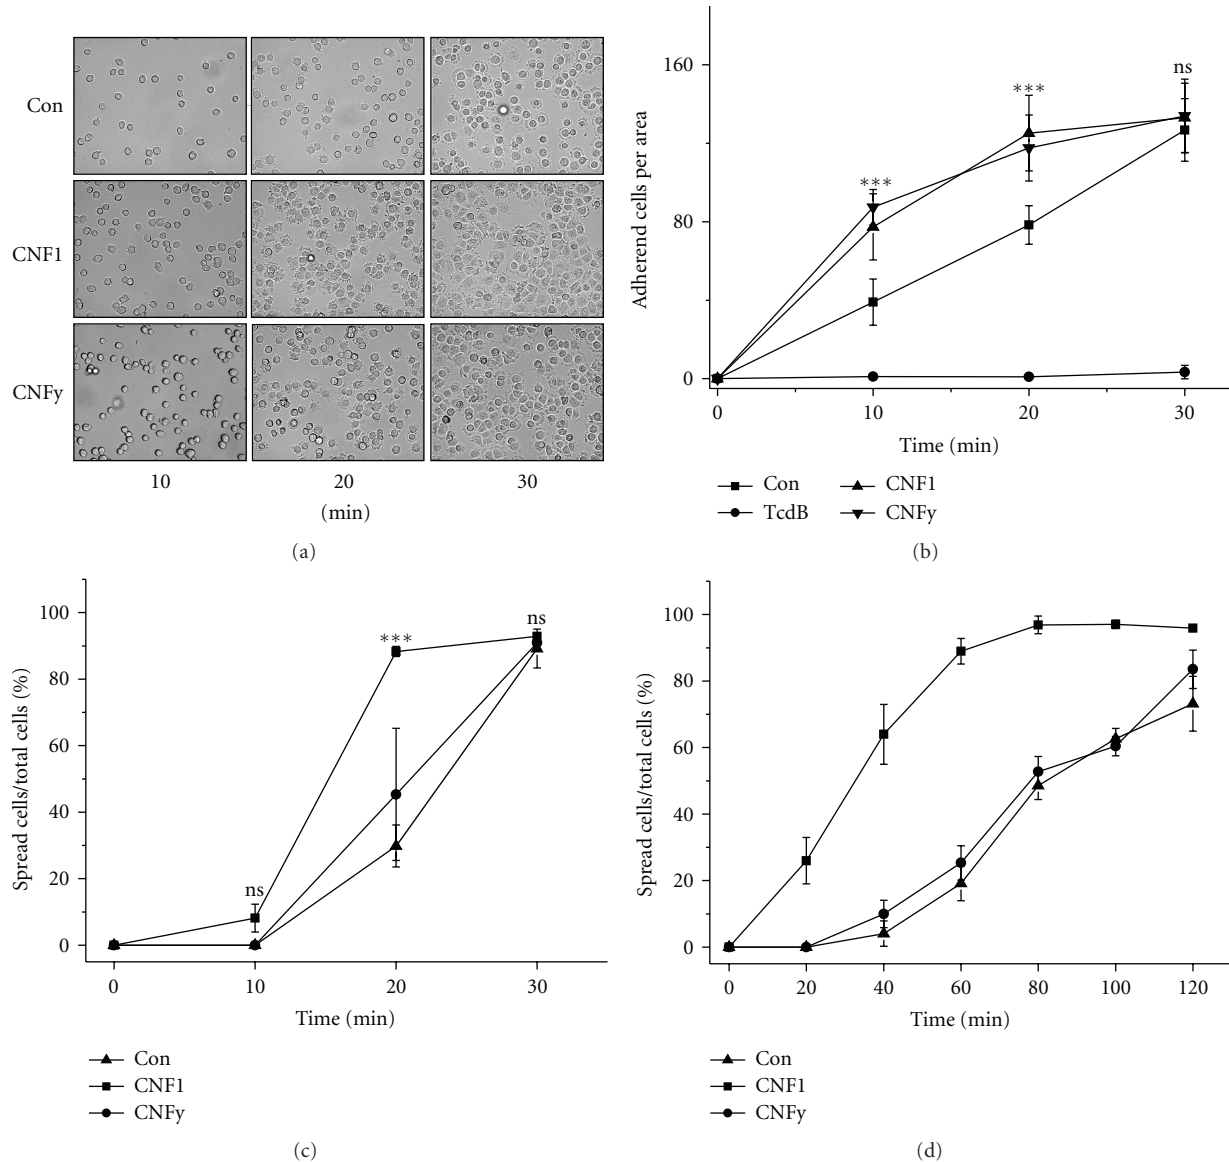 Con
CNF1
CNFy
10 20 30
(min)
(a)
160
80
0
Adherend cells per area
*** *** ns
0 10 20 30
Time (min)
Con CNF1
TcdB CNFy
(b)
100
80
60
40
20
0
Spread cells/total cells (%)
ns *** ns
0 10 20 30
Time (min)
Con
CNF1
CNFy
(c)
100
80
60
40
20
0
Spread cells/total cells (%)
0 20 40 60 80 100 120
Time (min)
Con
CNF1
CNFy
(d)